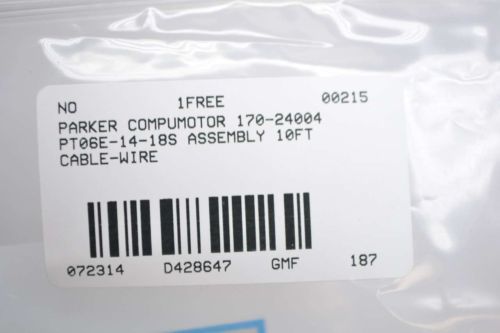 NO 1FREE 00215
PARKER COMPUMOTOR 170-24004
PT06E-14-18S ASSEMBLY 10FT
CABLE-WIRE
072314 D428647 GMF 187